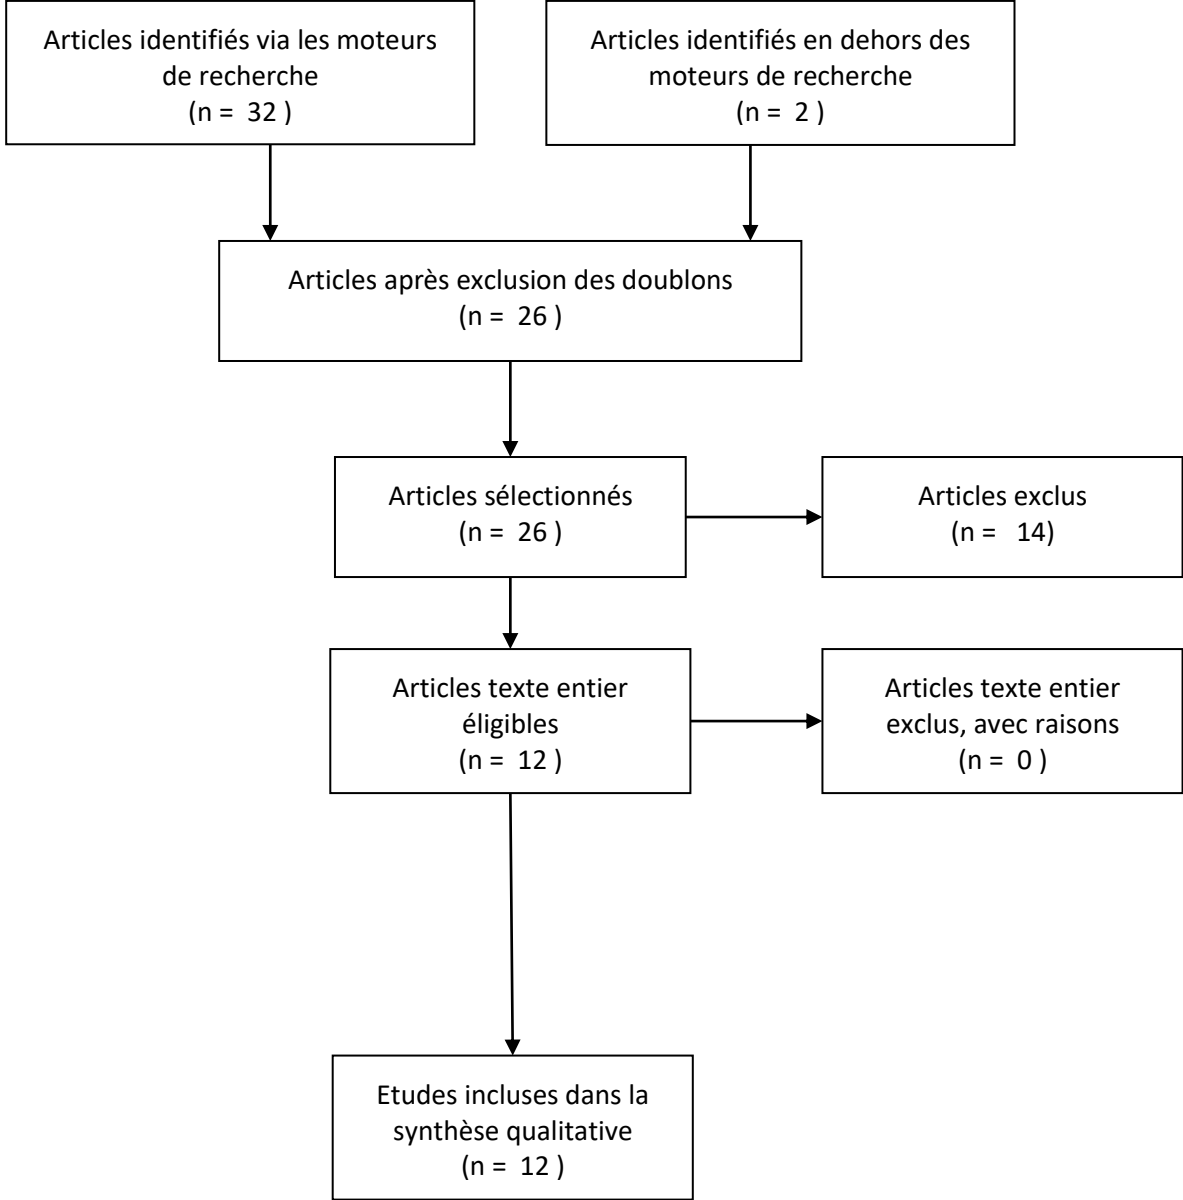 Articles identifiés via les moteurs
de recherche
(n =  32 )
Articles identifiés en dehors des
moteurs de recherche
(n =  2 )
Articles après exclusion des doublons
(n =  26 )
Articles sélectionnés
(n =  26 )
Articles exclus
(n =   14)
Articles texte entier
éligibles
(n =  12 )
Articles texte entier
exclus, avec raisons
(n =  0 )
Etudes incluses dans la
synthèse qualitative
(n =  12 )